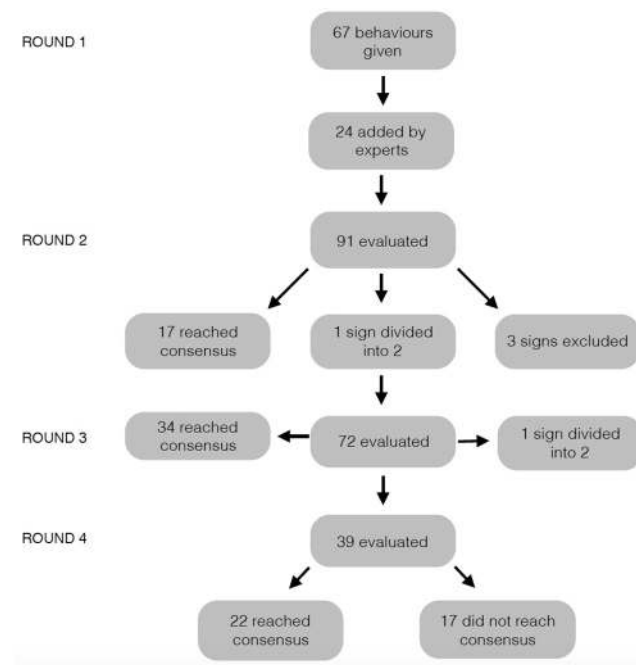 ROUND 1
67 behaviours
given
24 added by
experts
ROUND 2
91 evaluated
17 reached
consensus
1 sign divided
into 2
3 signs excluded
ROUND 3
34 reached
consensus
72 evaluated
1 sign divided
into 2
ROUND 4
39 evaluated
22 reached
consensus
17 did not reach
consensus